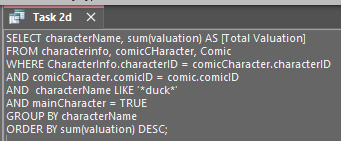 Task 2d
SELECT characterName, sum(valuation) AS [Total Valuation]
FROM characterinfo, comicCHaracter, Comic
WHERE CharacterInfo.characterID = comicCharacter.characterID
AND comicCharacter.comicID = comic.comicID
AND  characterName LIKE '*duck*'
AND mainCharacter = TRUE
GROUP BY characterName
ORDER BY sum(valuation) DESC;